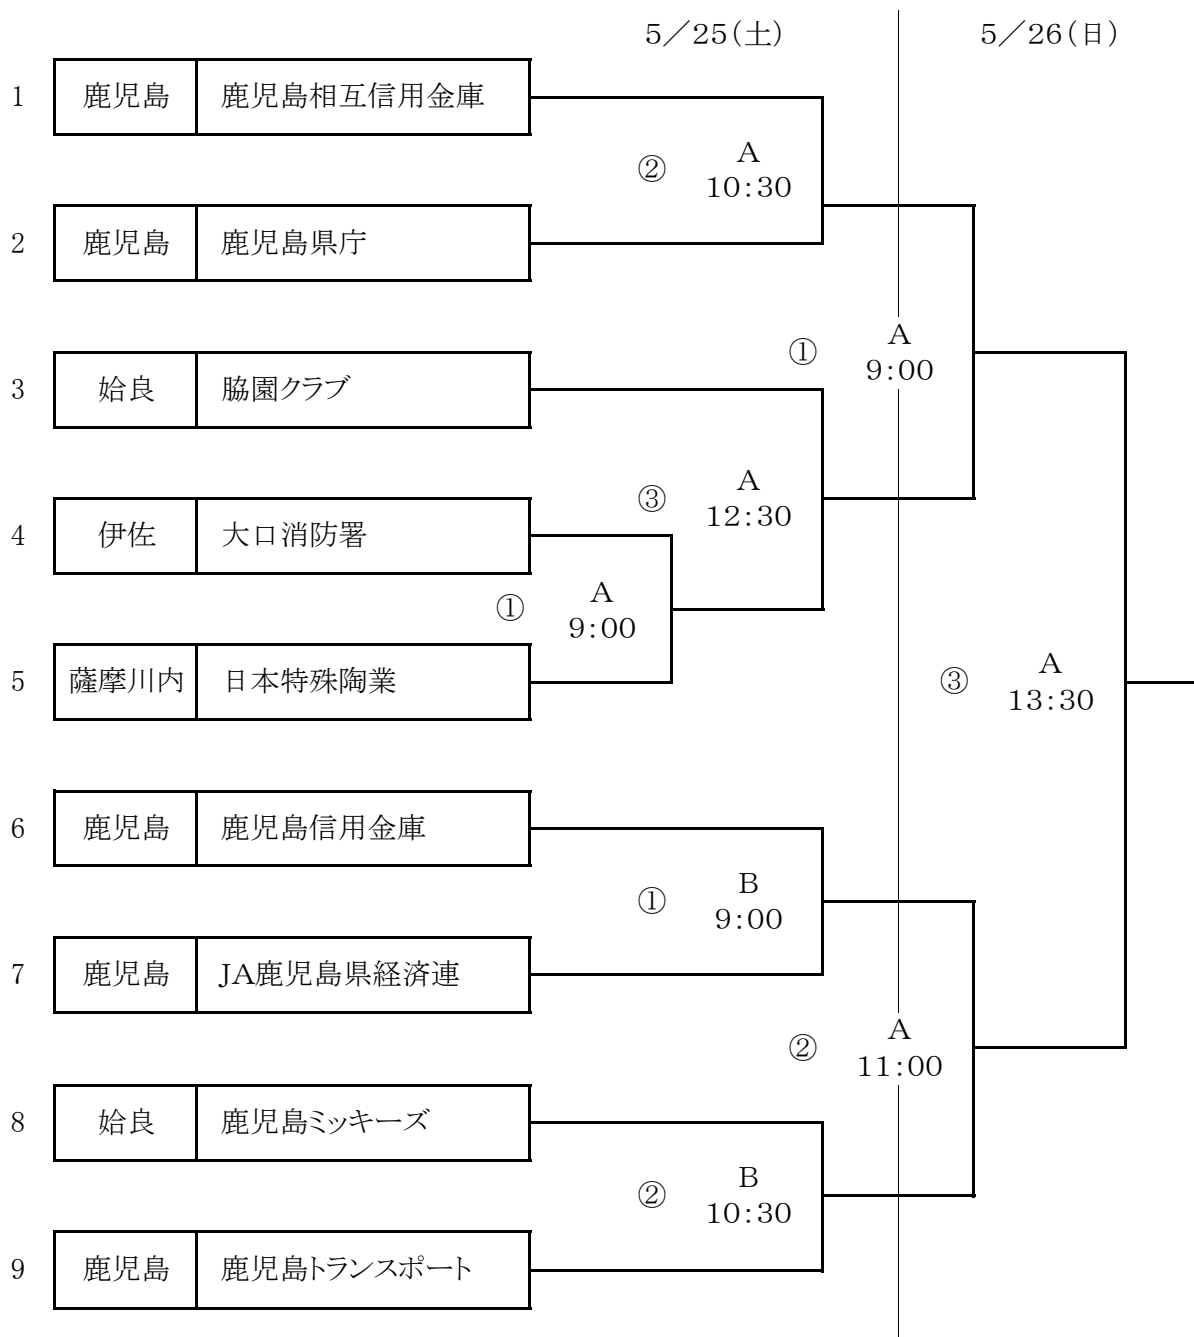 5／25(土) 5／26(日)
1 鹿児島 鹿児島相互信用金庫
② A
10:30
2 鹿児島 鹿児島県庁
① A
9:00
3 姶良 脇園クラブ
③ A
12:30
4 伊佐 大口消防署
① A
9:00
5 薩摩川内 日本特殊陶業
③ A
13:30
6 鹿児島 鹿児島信用金庫
① B
9:00
7 鹿児島 JA鹿児島県経済連
② A
11:00
8 姶良 鹿児島ミッキーズ
② B
10:30
9 鹿児島 鹿児島トランスポート